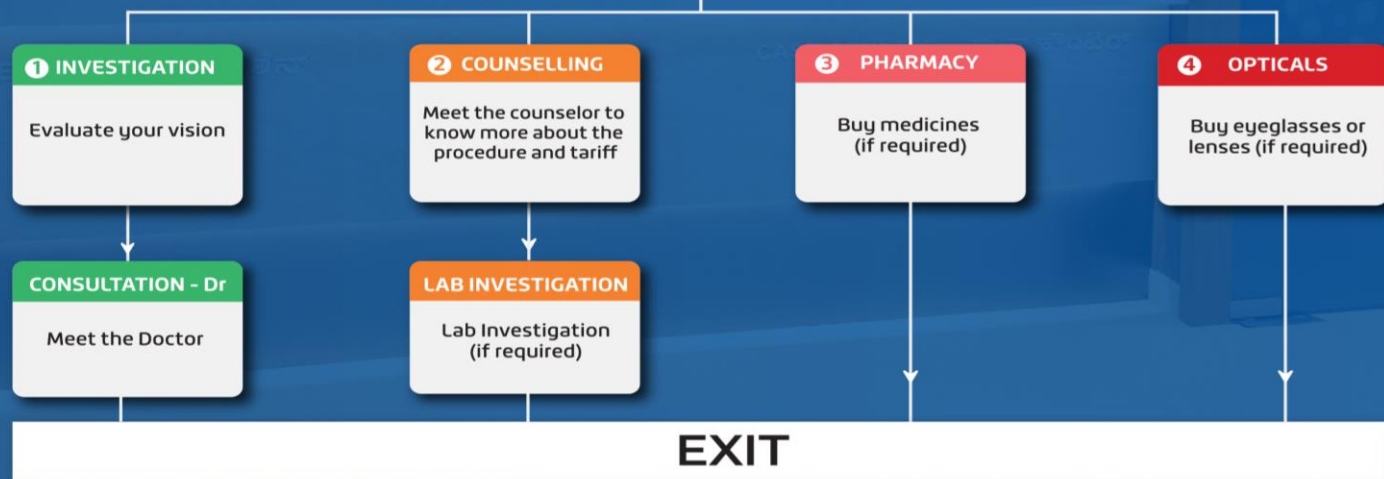 1 INVESTIGATION
Evaluate your vision
CONSULTATION - Dr
Meet the Doctor
2 COUNSELLING
Meet the counselor to
know more about the
procedure and tariff
LAB INVESTIGATION
Lab Investigation
(if required)
3 PHARMACY
Buy medicines
(if required)
4 OPTICALS
Buy eyeglasses or
lenses (if required)
EXIT